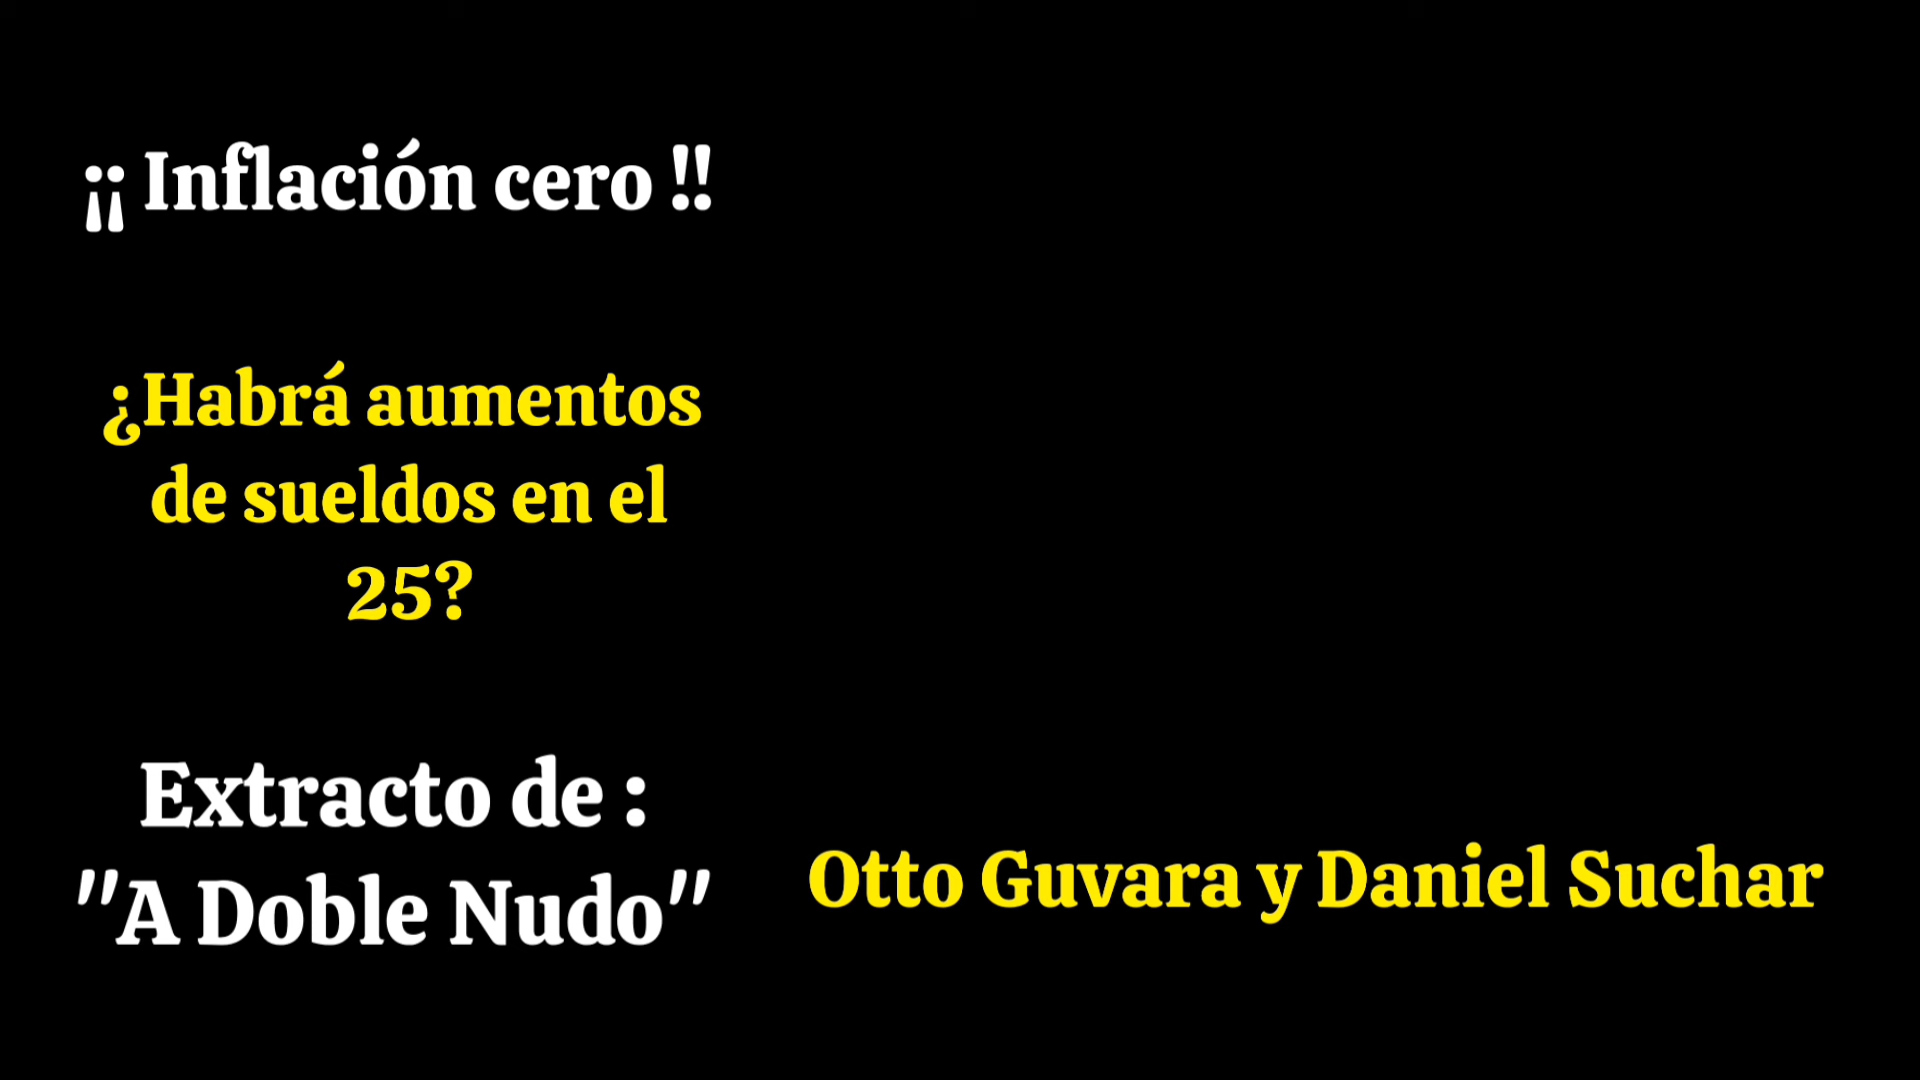 ¡¡ Inflación cero !!
¿Habrá aumentos
de sueldos en el
25?
Extracto de :
"A Doble Nudo"
Otto Guvara y Daniel Suchar